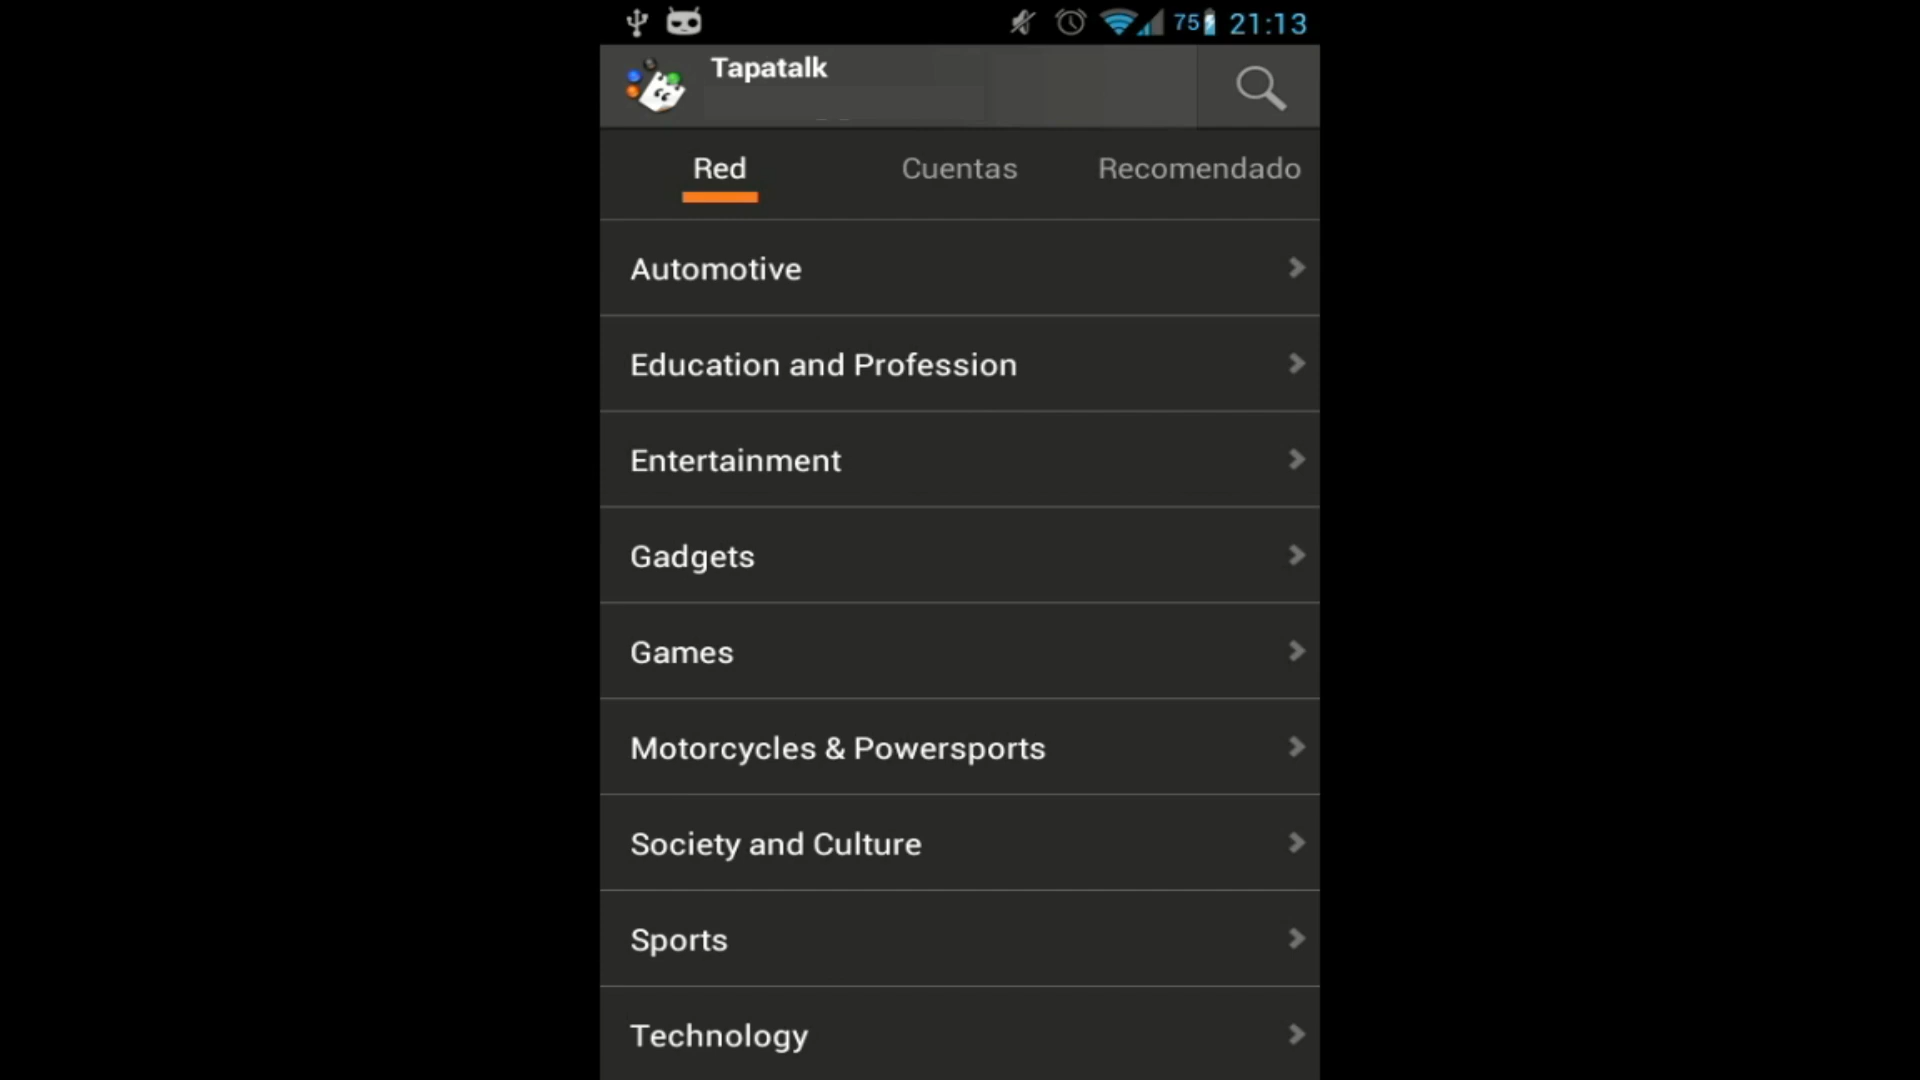 75 21:13
Tapatalk
Red Cuentas Recomendado
Automotive
Education and Profession
Entertainment
Gadgets
Games
Motorcycles & Powersports
Society and Culture
Sports
Technology